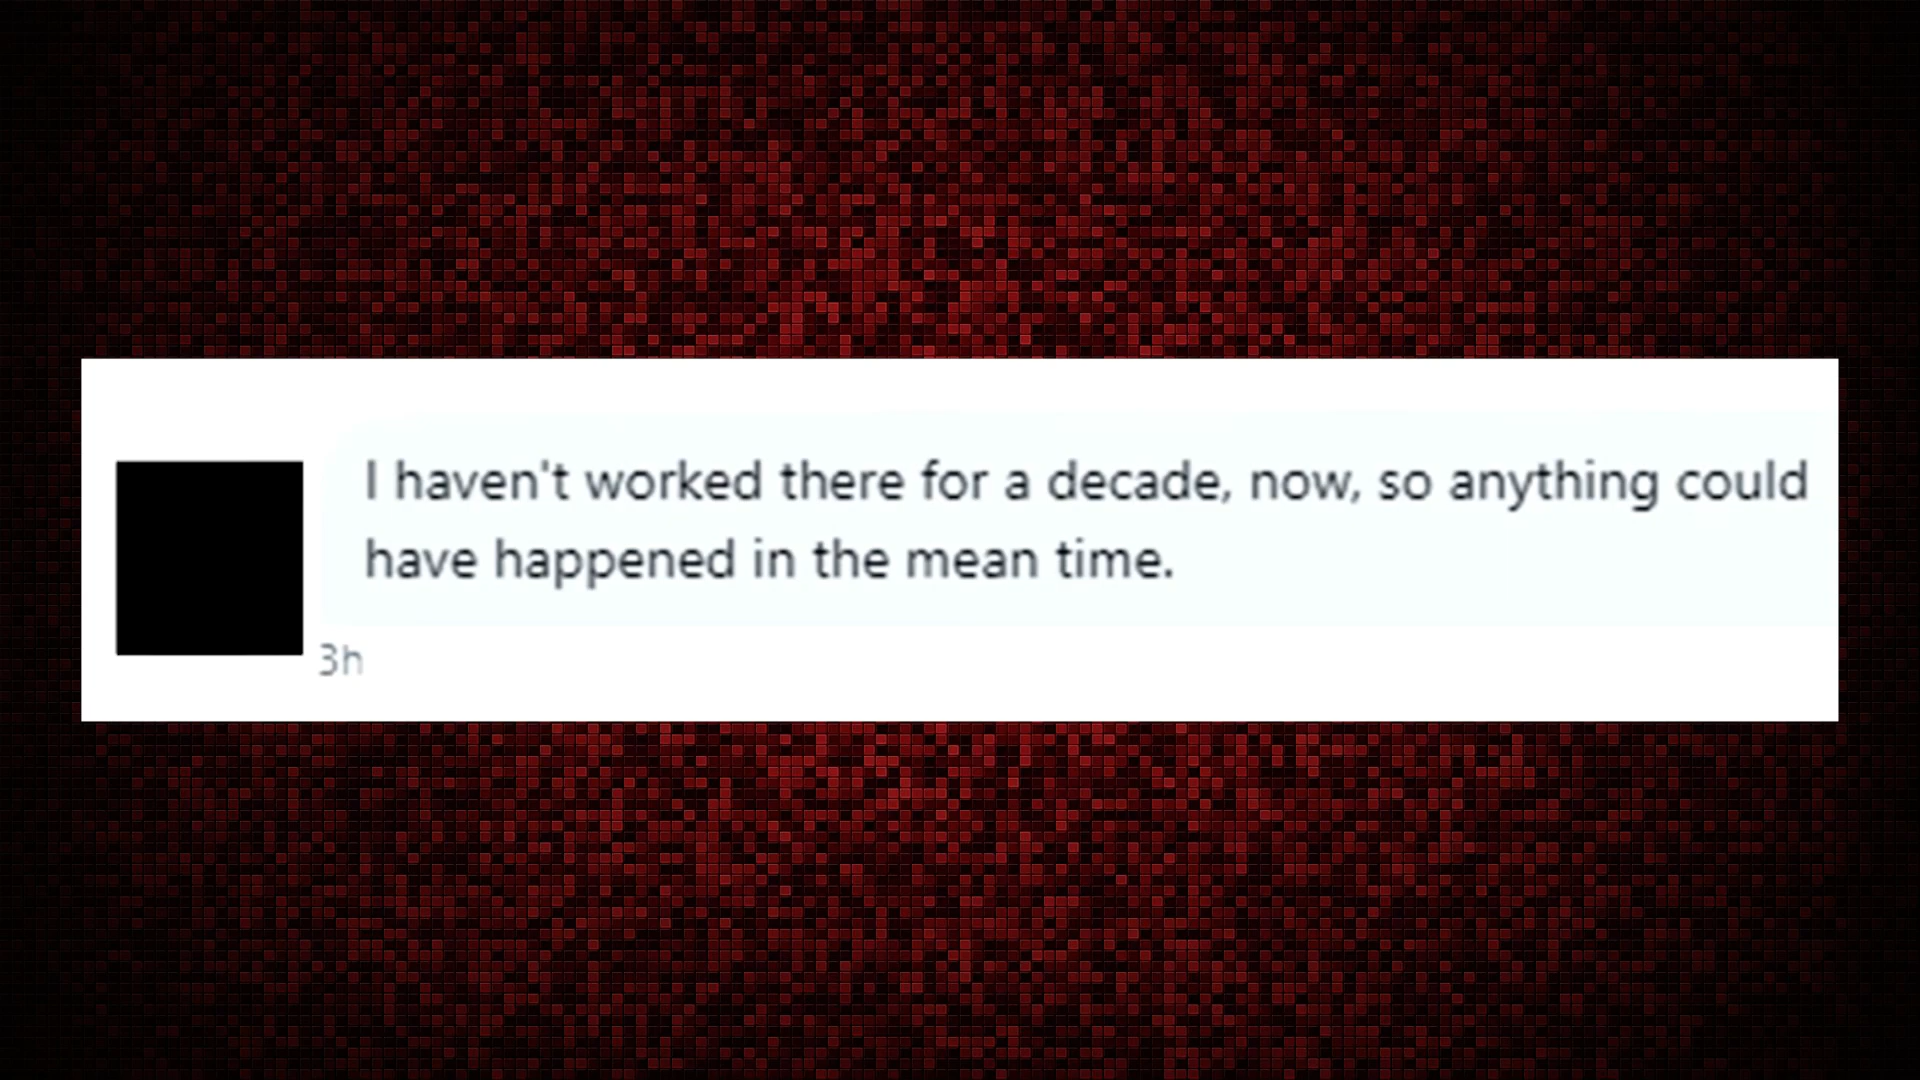 I haven't worked there for a decade, now, so anything could
have happened in the mean time.
3h